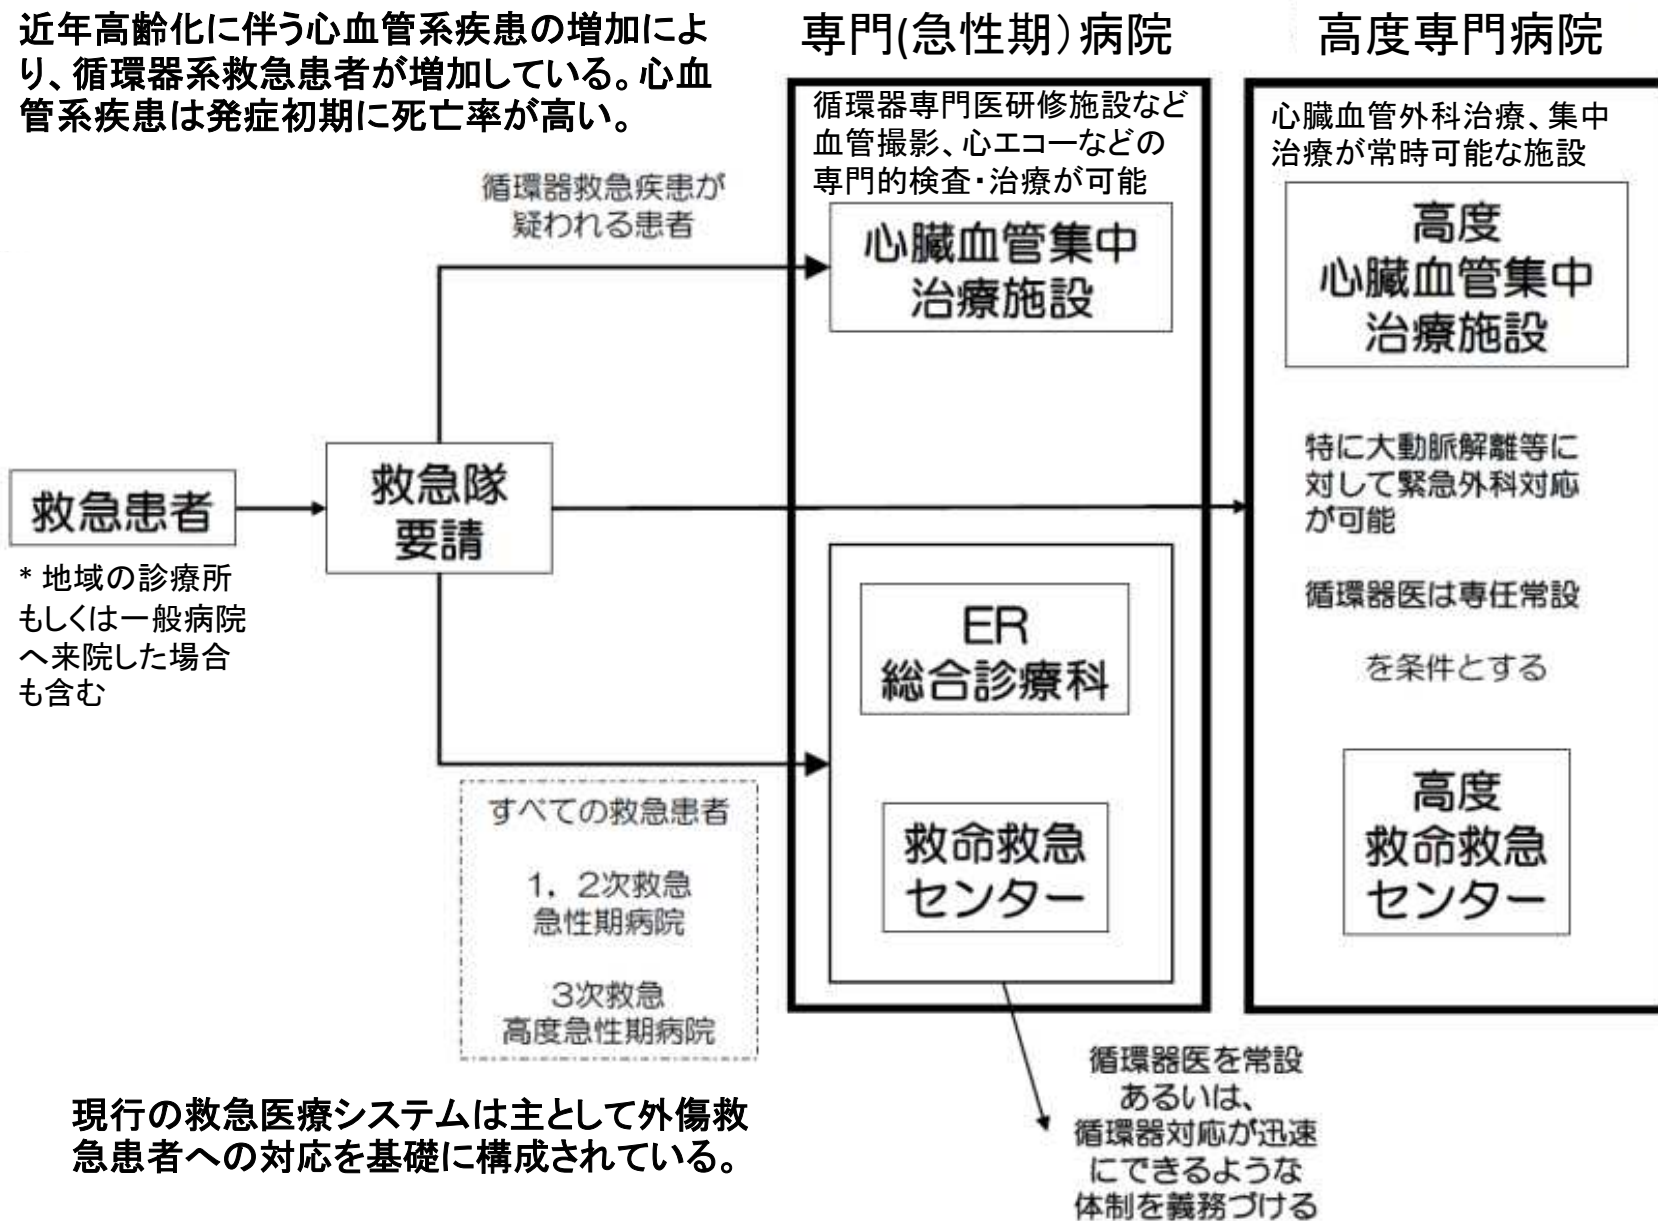 近年高齢化に伴う心血管系疾患の増加によ
り、循環器系救急患者が増加している。心血
管系疾患は発症初期に死亡率が高い。
専門(急性期)病院
高度専門病院
循環器専門医研修施設など
血管撮影、心エコーなどの
専門的検査・治療が可能
心臓血管外科治療、集中
治療が常時可能な施設
循環器救急疾患が
疑われる患者
心臓血管集中
治療施設
高度
心臓血管集中
治療施設
救急患者
* 地域の診療所
もしくは一般病院
へ来院した場合
も含む
救急隊
要請
特に大動脈解離等に
対して緊急外科対応
が可能
循環器医は専任常設
を条件とする
ER
総合診療科
救命救急
センター
高度
救命救急
センター
すべての救急患者
1，2次救急
急性期病院
3次救急
高度急性期病院
循環器医を常設
あるいは、
循環器対応が迅速
にできるような
体制を義務づける
現行の救急医療システムは主として外傷救
急患者への対応を基礎に構成されている。